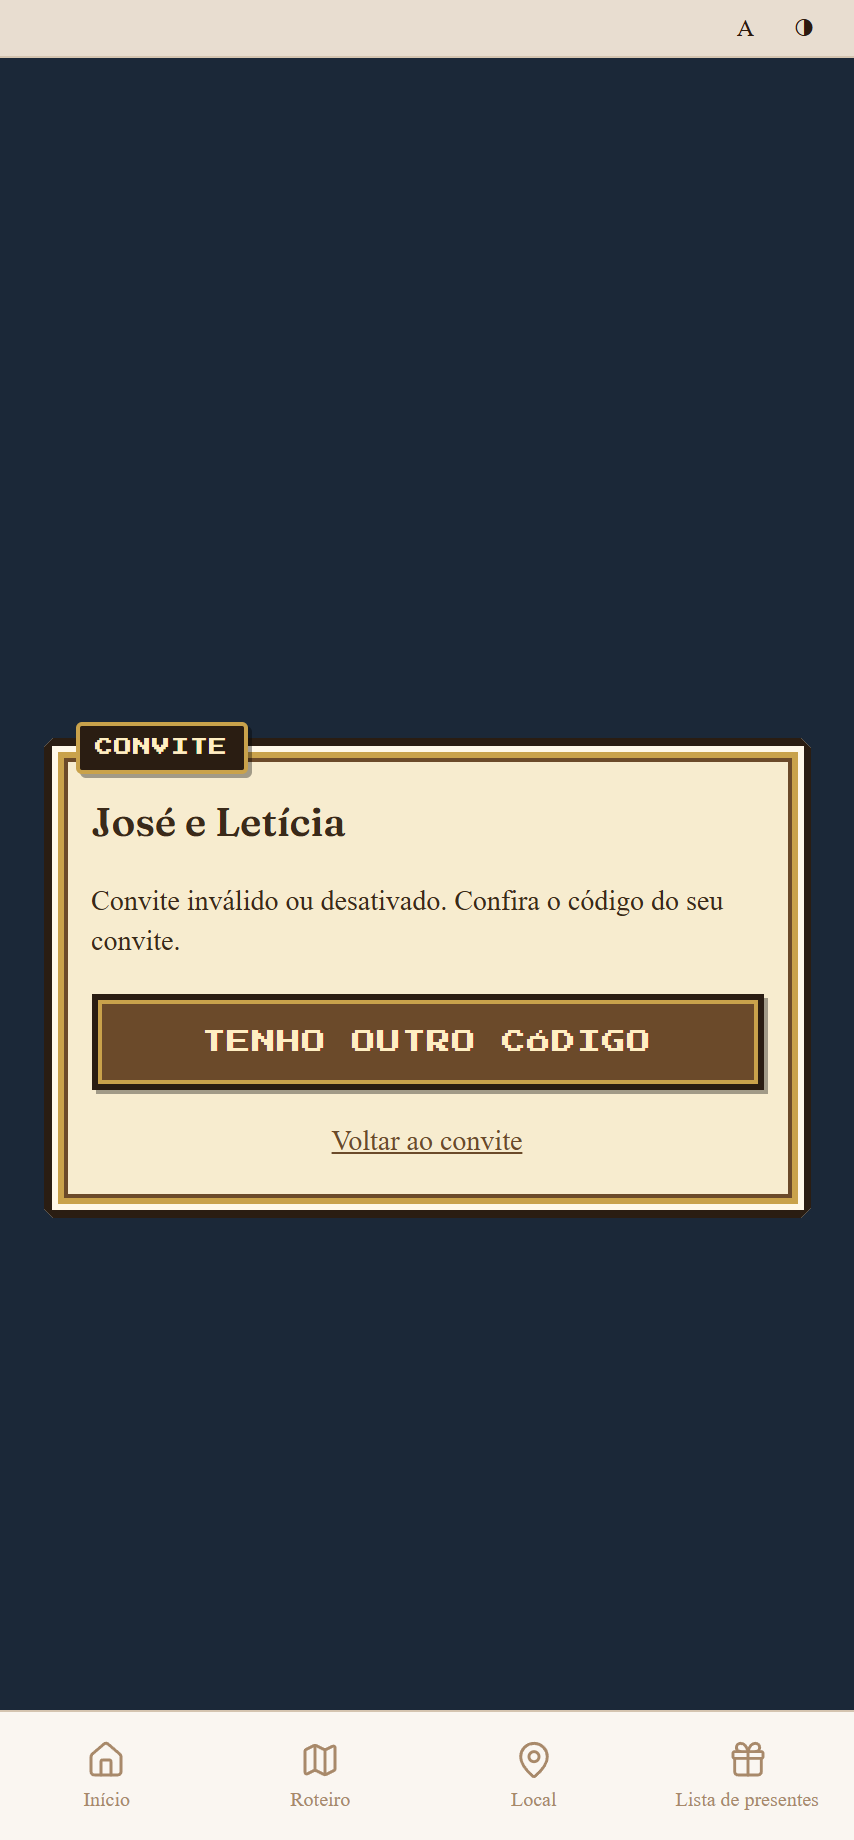 A
CONVITE
José e Letícia
Convite inválido ou desativado. Confira o código do seu
convite.
TENHO OUTRO CóDIGO
Voltar ao convite
Início
Roteiro
Local
Lista de presentes